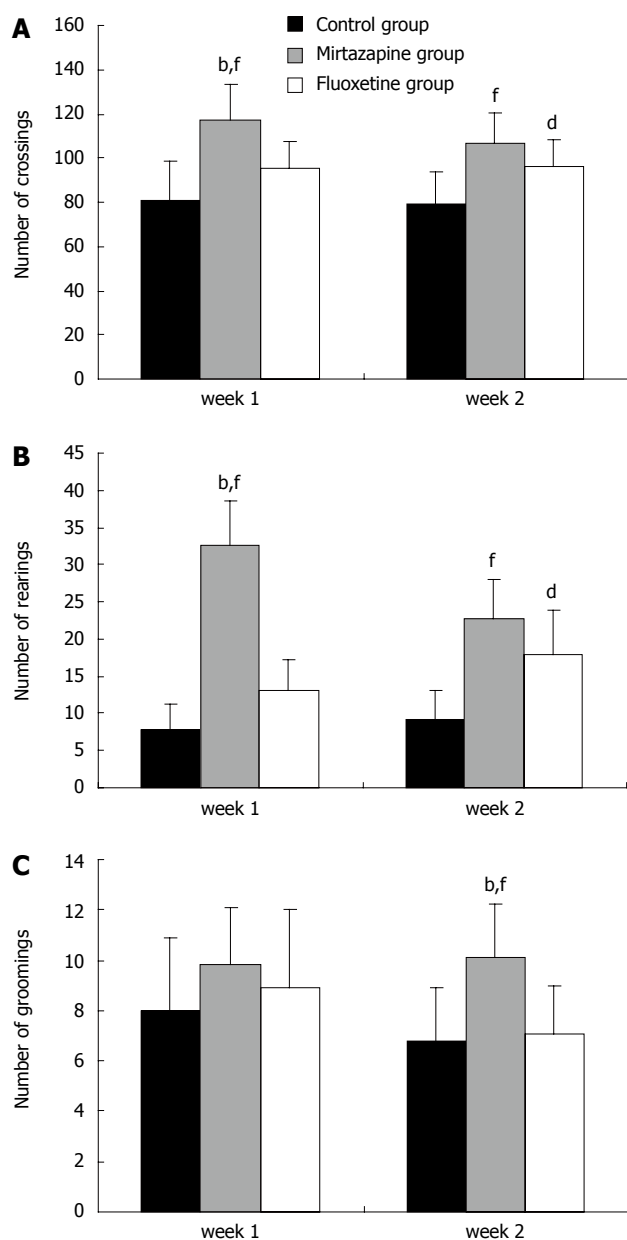 A
Control group
Mirtazapine group
Fluoxetine group
Number of crossings
160
140
120
100
80
60
40
20
0
b,f
f
d
week 1
week 2
B
Number of rearings
45
40
35
30
25
20
15
10
5
0
b,f
f
d
week 1
week 2
C
Number of groomings
14
12
10
8
6
4
2
0
b,f
week 1
week 2